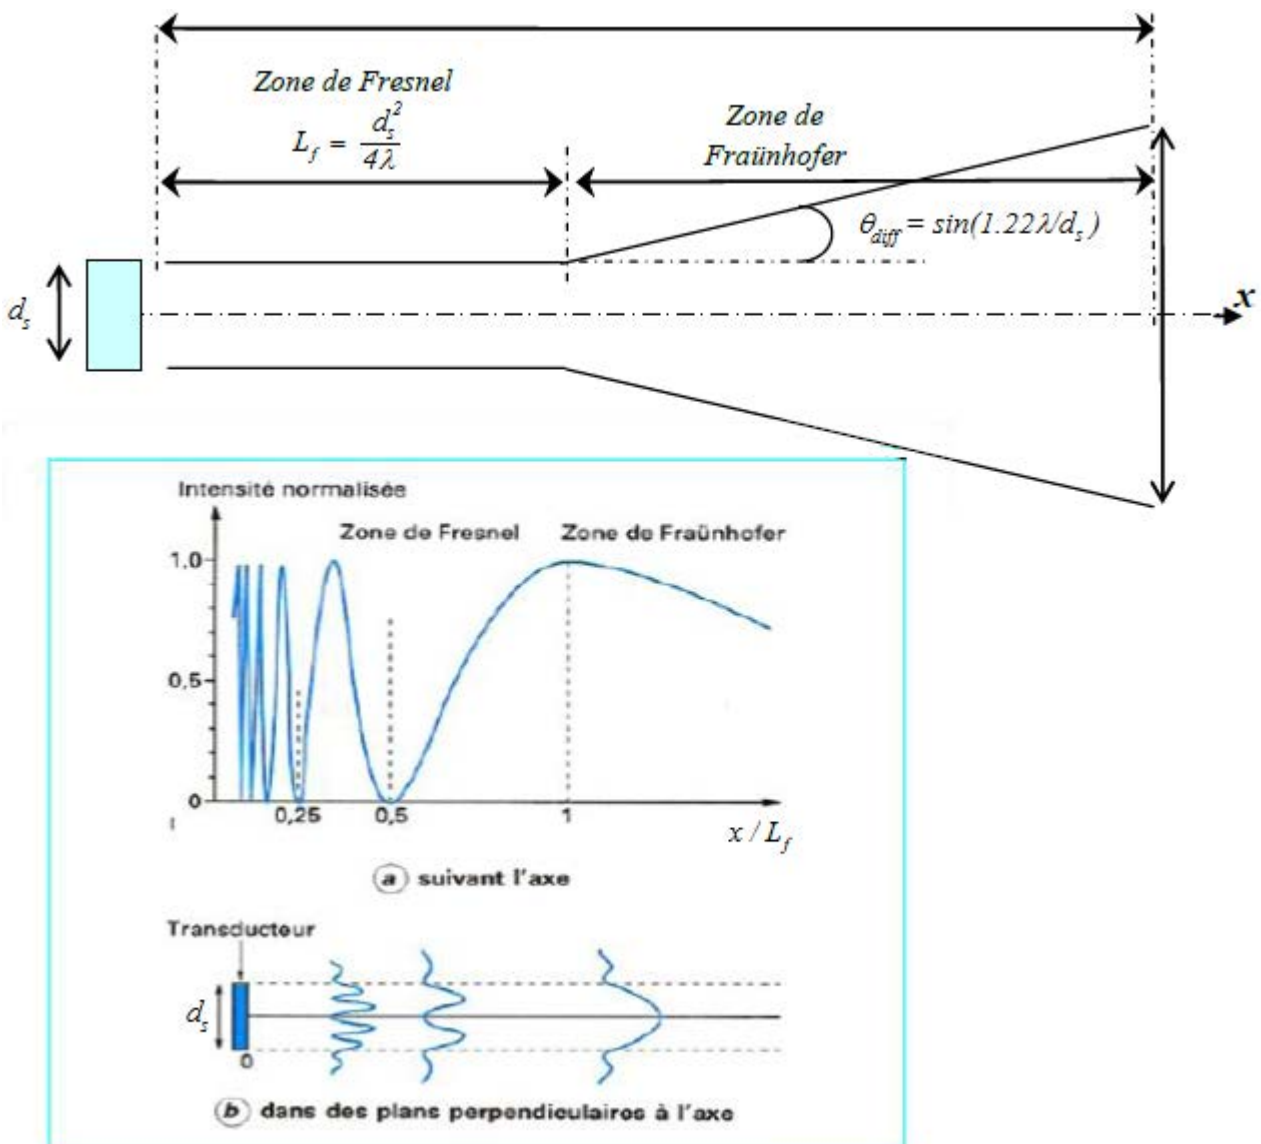 Zone de Fresnel
L_f = d_s^2 / 4λ
Zone de
Fraünhofer
θ_diff = sin(1.22λ/d_s)
d_s
x
Intensité normalisée
Zone de Fresnel Zone de Fraünhofer
1.0
0,5
0
0,25 0,5 1
x / L_f
a suivant l'axe
Transducteur
d_s
0
b dans des plans perpendiculaires à l'axe